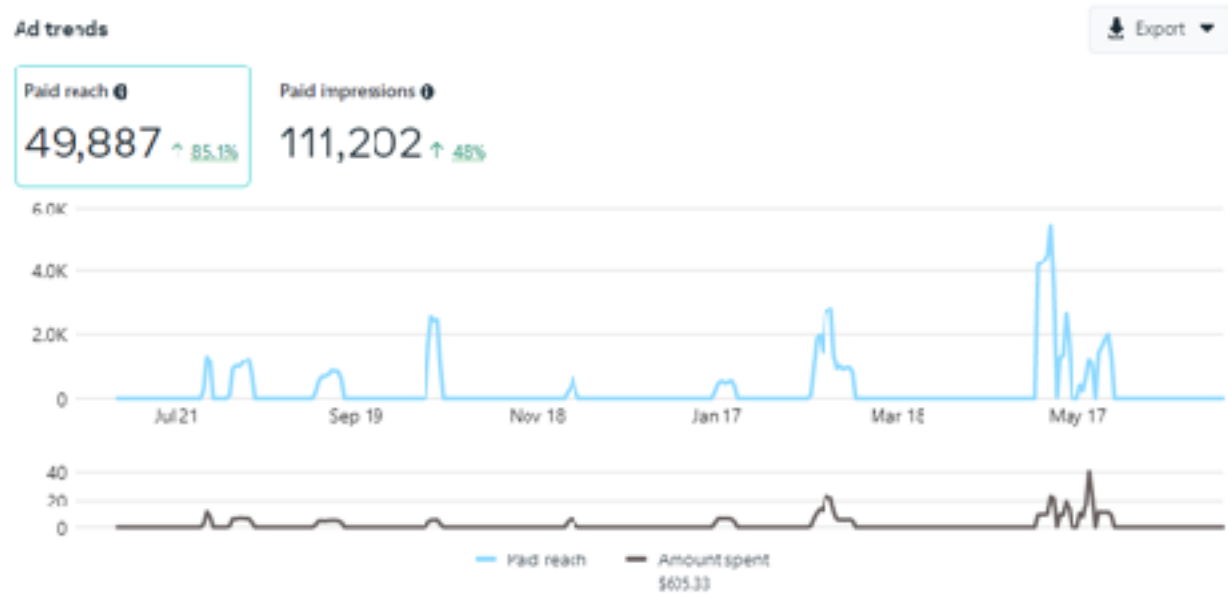 Ad trends
Export
Paid reach
Paid impressions
49,887 ↑ 85.1%
111,202 ↑ 48%
6.0K
4.0K
2.0K
0
Jul 21
Sep 19
Nov 18
Jan 17
Mar 18
May 17
40
20
0
Paid reach
Amount spent